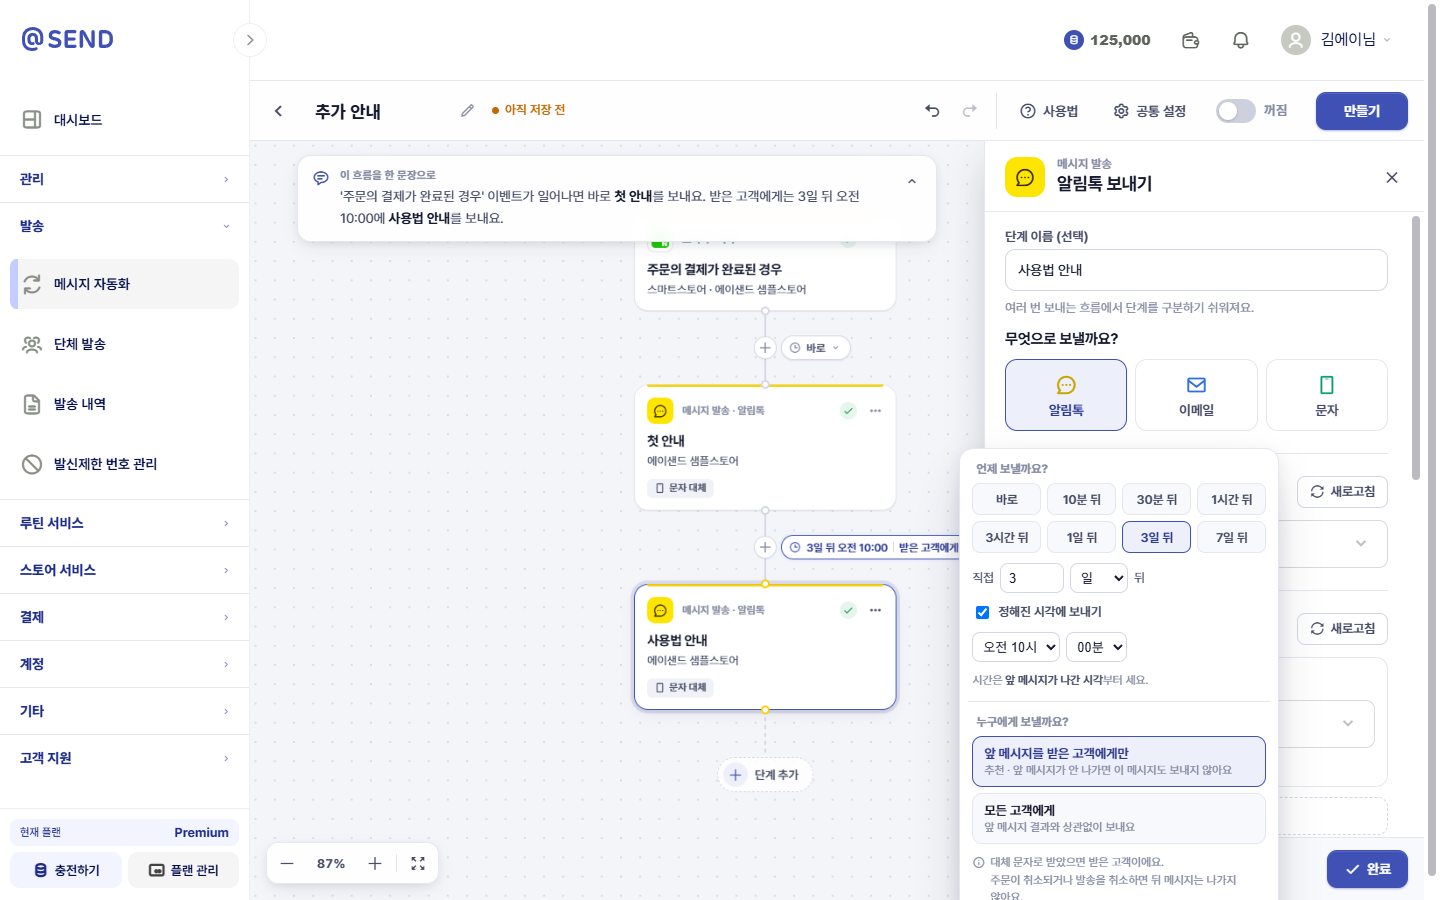 @SEND
125,000
김에이님
추가 안내
아직 저장 전
사용법
공통 설정
꺼짐
만들기
대시보드
관리
발송
메시지 자동화
단체 발송
발송 내역
발신제한 번호 관리
루틴 서비스
스토어 서비스
결제
계정
기타
고객 지원
현재 플랜
Premium
충전하기
플랜 관리
이 흐름을 한 문장으로
'주문의 결제가 완료된 경우' 이벤트가 일어나면 바로 첫 안내를 보내요. 받은 고객에게는 3일 뒤 오전
10:00에 사용법 안내를 보내요.
주문의 결제가 완료된 경우
스마트스토어 · 에이샌드 샘플스토어
바로
메시지 발송 · 알림톡
첫 안내
에이샌드 샘플스토어
문자 대체
3일 뒤 오전 10:00
받은 고객에게
메시지 발송 · 알림톡
사용법 안내
에이샌드 샘플스토어
문자 대체
단계 추가
87%
메시지 발송
알림톡 보내기
단계 이름 (선택)
사용법 안내
여러 번 보내는 흐름에서 단계를 구분하기 쉬워져요.
무엇으로 보낼까요?
알림톡
이메일
문자
새로고침
새로고침
완료
언제 보낼까요?
바로
10분 뒤
30분 뒤
1시간 뒤
3시간 뒤
1일 뒤
3일 뒤
7일 뒤
직접
3
일
뒤
정해진 시각에 보내기
오전 10시
00분
시간은 앞 메시지가 나간 시각부터 세요.
누구에게 보낼까요?
앞 메시지를 받은 고객에게만
추천 · 앞 메시지가 안 나가면 이 메시지도 보내지 않아요
모든 고객에게
앞 메시지 결과와 상관없이 보내요
대체 문자로 받았으면 받은 고객이에요.
주문이 취소되거나 발송을 취소하면 뒤 메시지는 나가지
않아요.